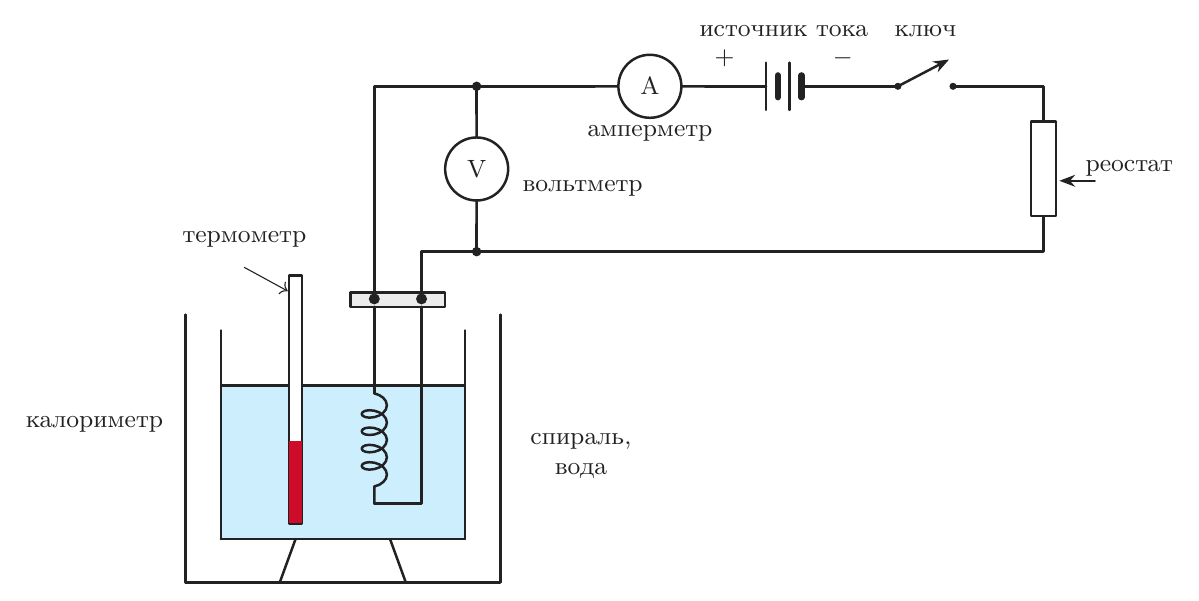 источник тока ключ
+ −
A
амперметр
V
вольтметр
реостат
термометр
калориметр
спираль,
вода